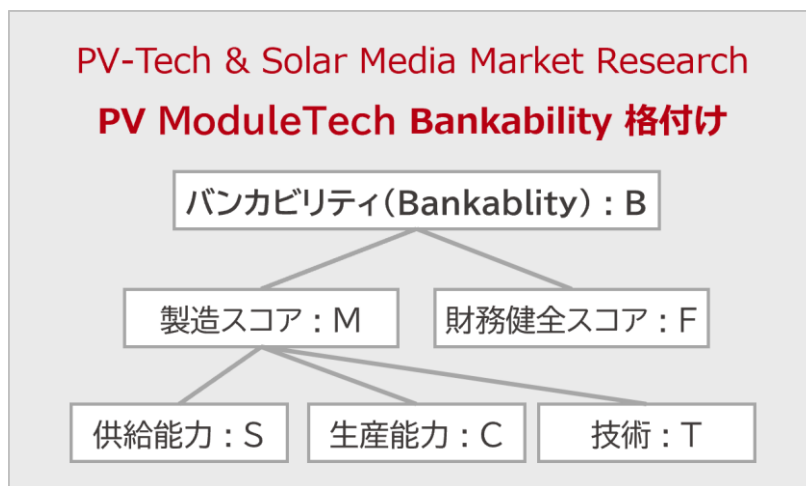 PV-Tech & Solar Media Market Research
PV ModuleTech Bankability 格付け
バンカビリティ(Bankablity)：B
製造スコア：M
財務健全スコア：F
供給能力：S
生産能力：C
技術：T